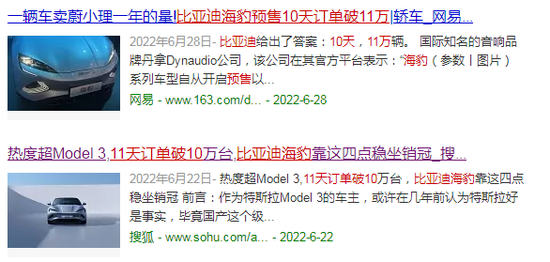 一辆车卖蔚小理一年的量!比亚迪海豹预售10天订单破11万|轿车_网易...
2022年6月28日- 比亚迪给出了答案：10天，11万辆。 国际知名的音响品
牌丹拿Dynaudio公司，该公司在其官方平台表示：“海豹（参数丨图片）
系列车型自从开启预售以...
网易 - www.163.com/d... - 2022-6-28
热度超Model 3,11天订单破10万台,比亚迪海豹靠这四点稳坐销冠_搜...
2022年6月22日- 热度超Model 3,11天订单破10万台，比亚迪海豹靠这四点
稳坐销冠 前言：作为特斯拉Model 3的车主，或许在几年前认为特斯拉好
是事实，毕竟国产这个级...
搜狐 - www.sohu.com/a... - 2022-6-22